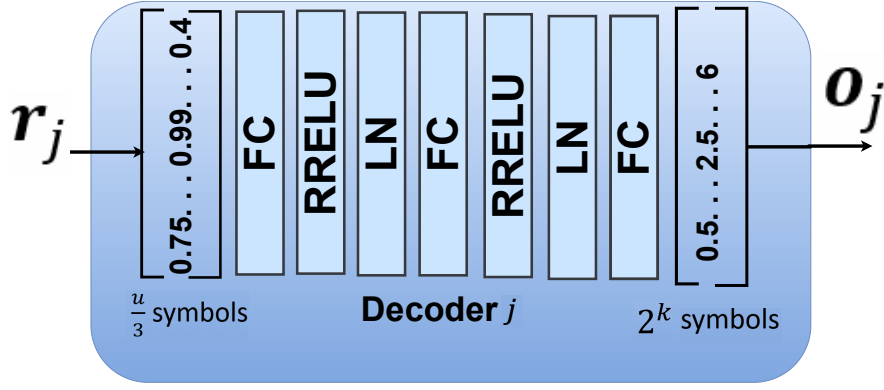 r_j
0.75. . . 0.99. . . 0.4
FC
RRELU
LN
FC
RRELU
LN
FC
0.5. . . 2.5. . . 6
o_j
u/3 symbols
Decoder j
2^k symbols